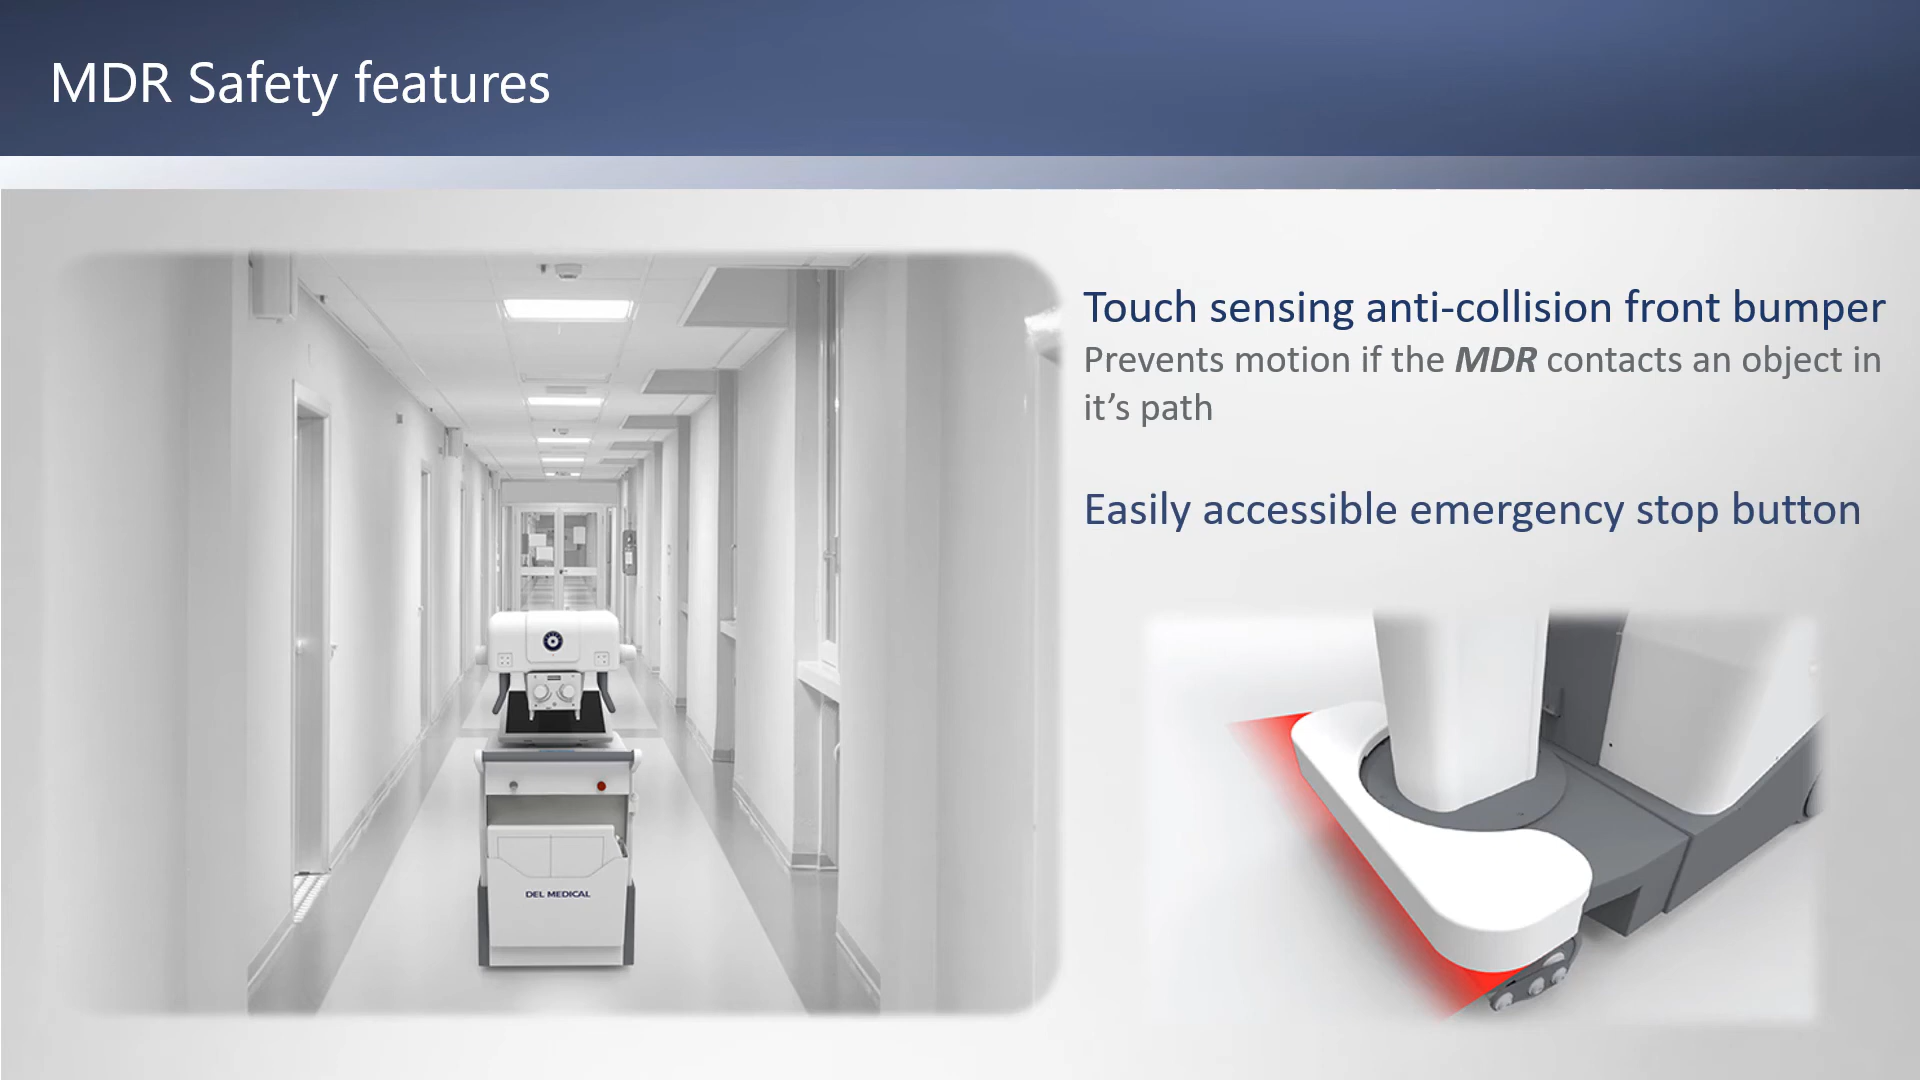 MDR Safety features
Touch sensing anti-collision front bumper
Prevents motion if the MDR contacts an object in
it’s path
Easily accessible emergency stop button
DEL MEDICAL